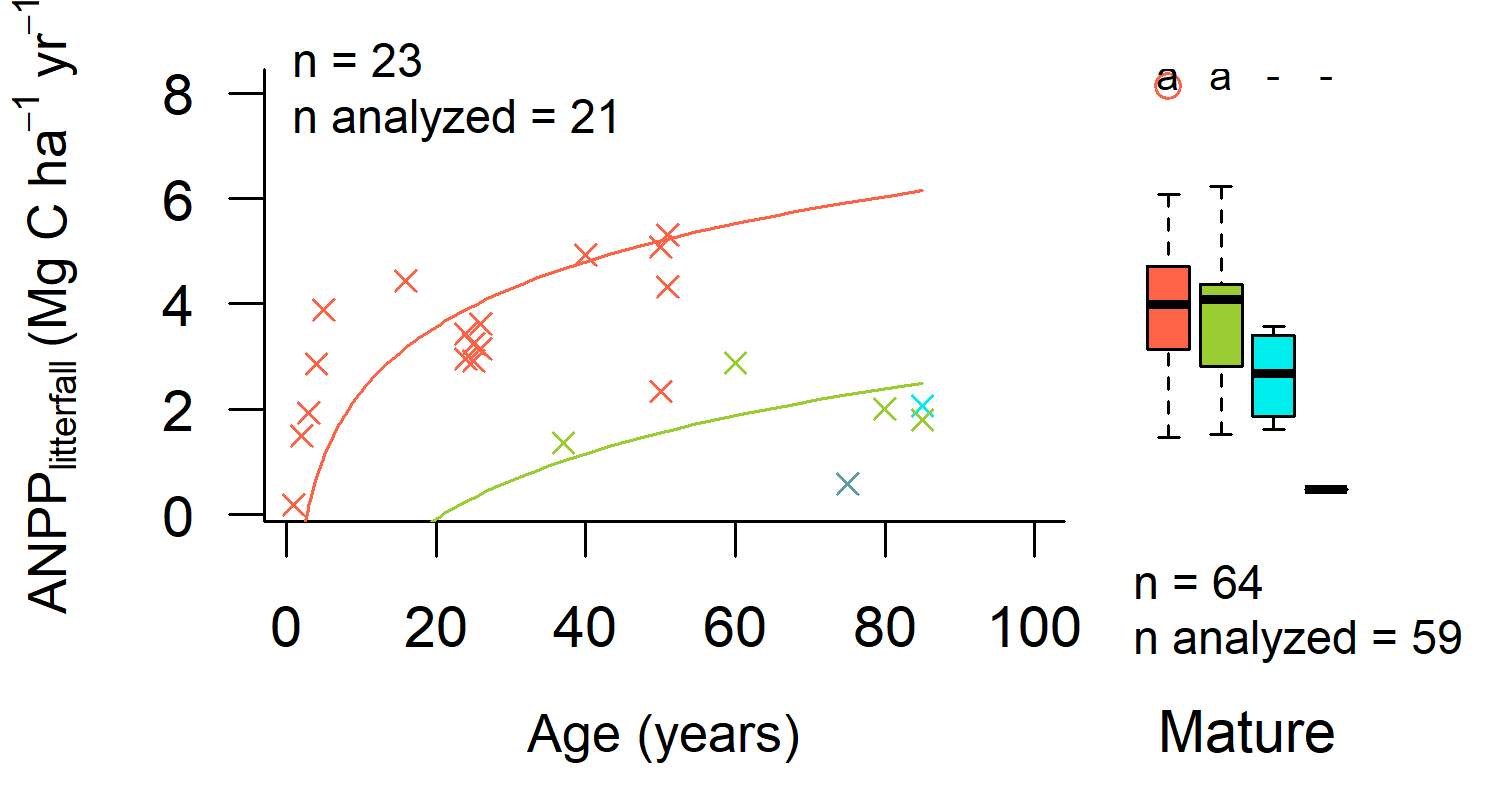 ANPPlitterfall (Mg C ha−1 yr−1
n = 23
n analyzed = 21
8
6
4
2
0
0 20 40 60 80 100
Age (years)
a a - -
n = 64
n analyzed = 59
Mature